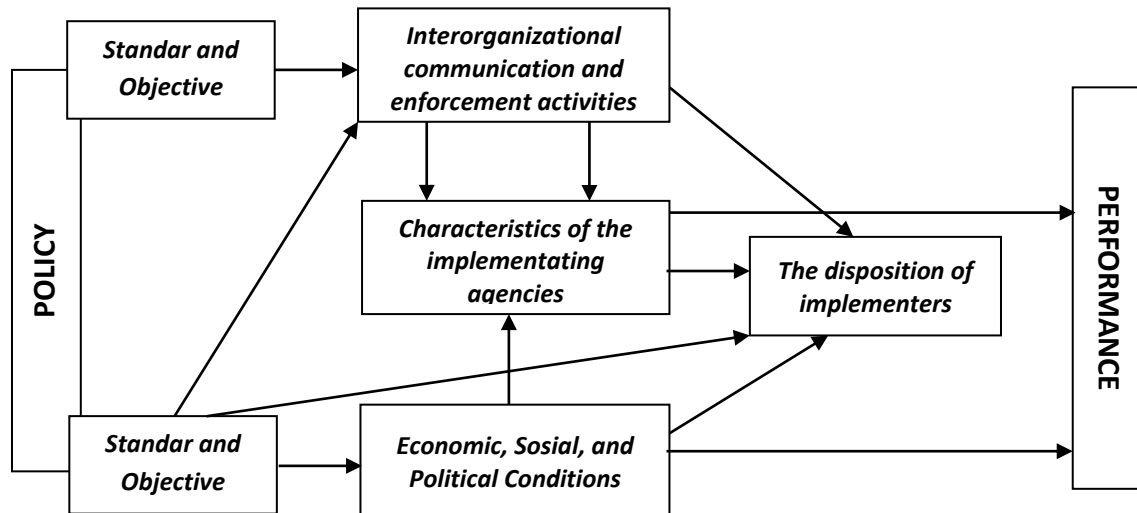 POLICY
Standar and
Objective
Interorganizational
communication and
enforcement activities
Characteristics of the
implementating
agencies
The disposition of
implementers
PERFORMANCE
Standar and
Objective
Economic, Sosial, and
Political Conditions